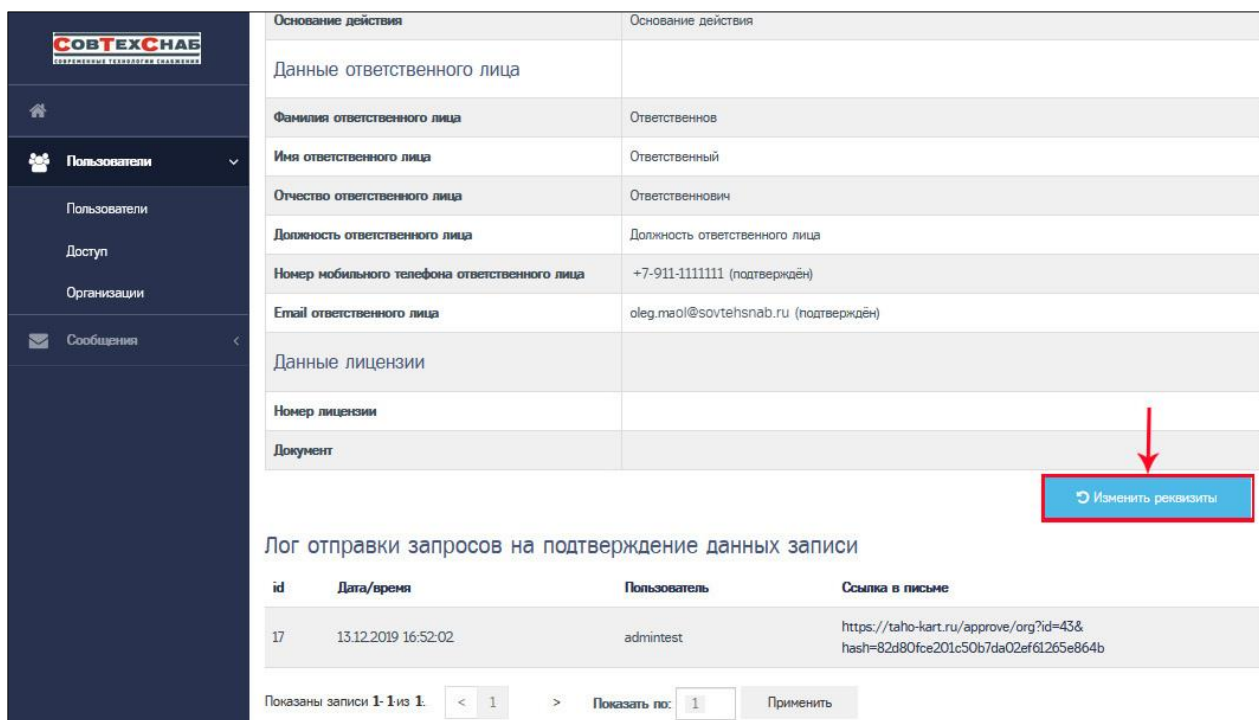 СОВТЕХСНАБ
СОВРЕМЕННЫЕ ТЕХНОЛОГИИ СНАБЖЕНИЯ
Пользователи
Пользователи
Доступ
Организации
Сообщения
Основание действия Основание действия
Данные ответственного лица
Фамилия ответственного лица Ответственнов
Имя ответственного лица Ответственный
Отчество ответственного лица Ответственнович
Должность ответственного лица Должность ответственного лица
Номер мобильного телефона ответственного лица +7-911-1111111 (подтверждён)
Email ответственного лица oleg.maol@sovtehsnab.ru (подтверждён)
Данные лицензии
Номер лицензии
Документ
Изменить реквизиты
Лог отправки запросов на подтверждение данных записи
id Дата/время Пользователь Ссылка в письме
17 13.12.2019 16:52:02 admintest https://taho-kart.ru/approve/org?id=43&
hash=82d80fce201c50b7da02ef61265e864b
Показаны записи 1-1 из 1. < 1 > Показать по: 1 Применить